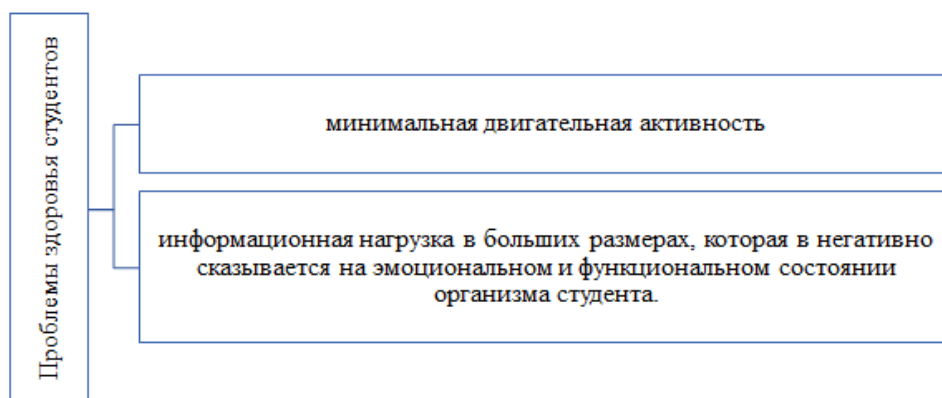 Проблемы здоровья студентов
минимальная двигательная активность
информационная нагрузка в больших размерах, которая в негативно
сказывается на эмоциональном и функциональном состоянии
организма студента.